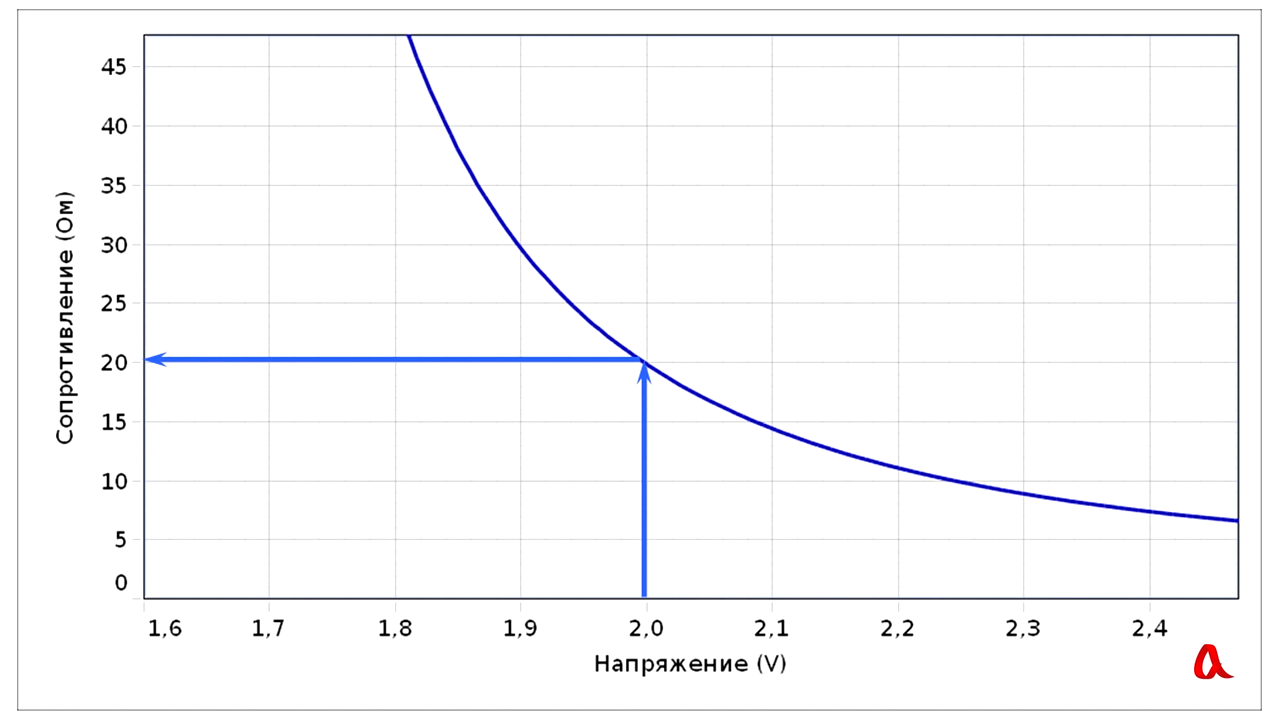 45
40
35
30
25
20
15
10
5
0
Сопротивление (Ом)
1,6 1,7 1,8 1,9 2,0 2,1 2,2 2,3 2,4
Напряжение (V)
a